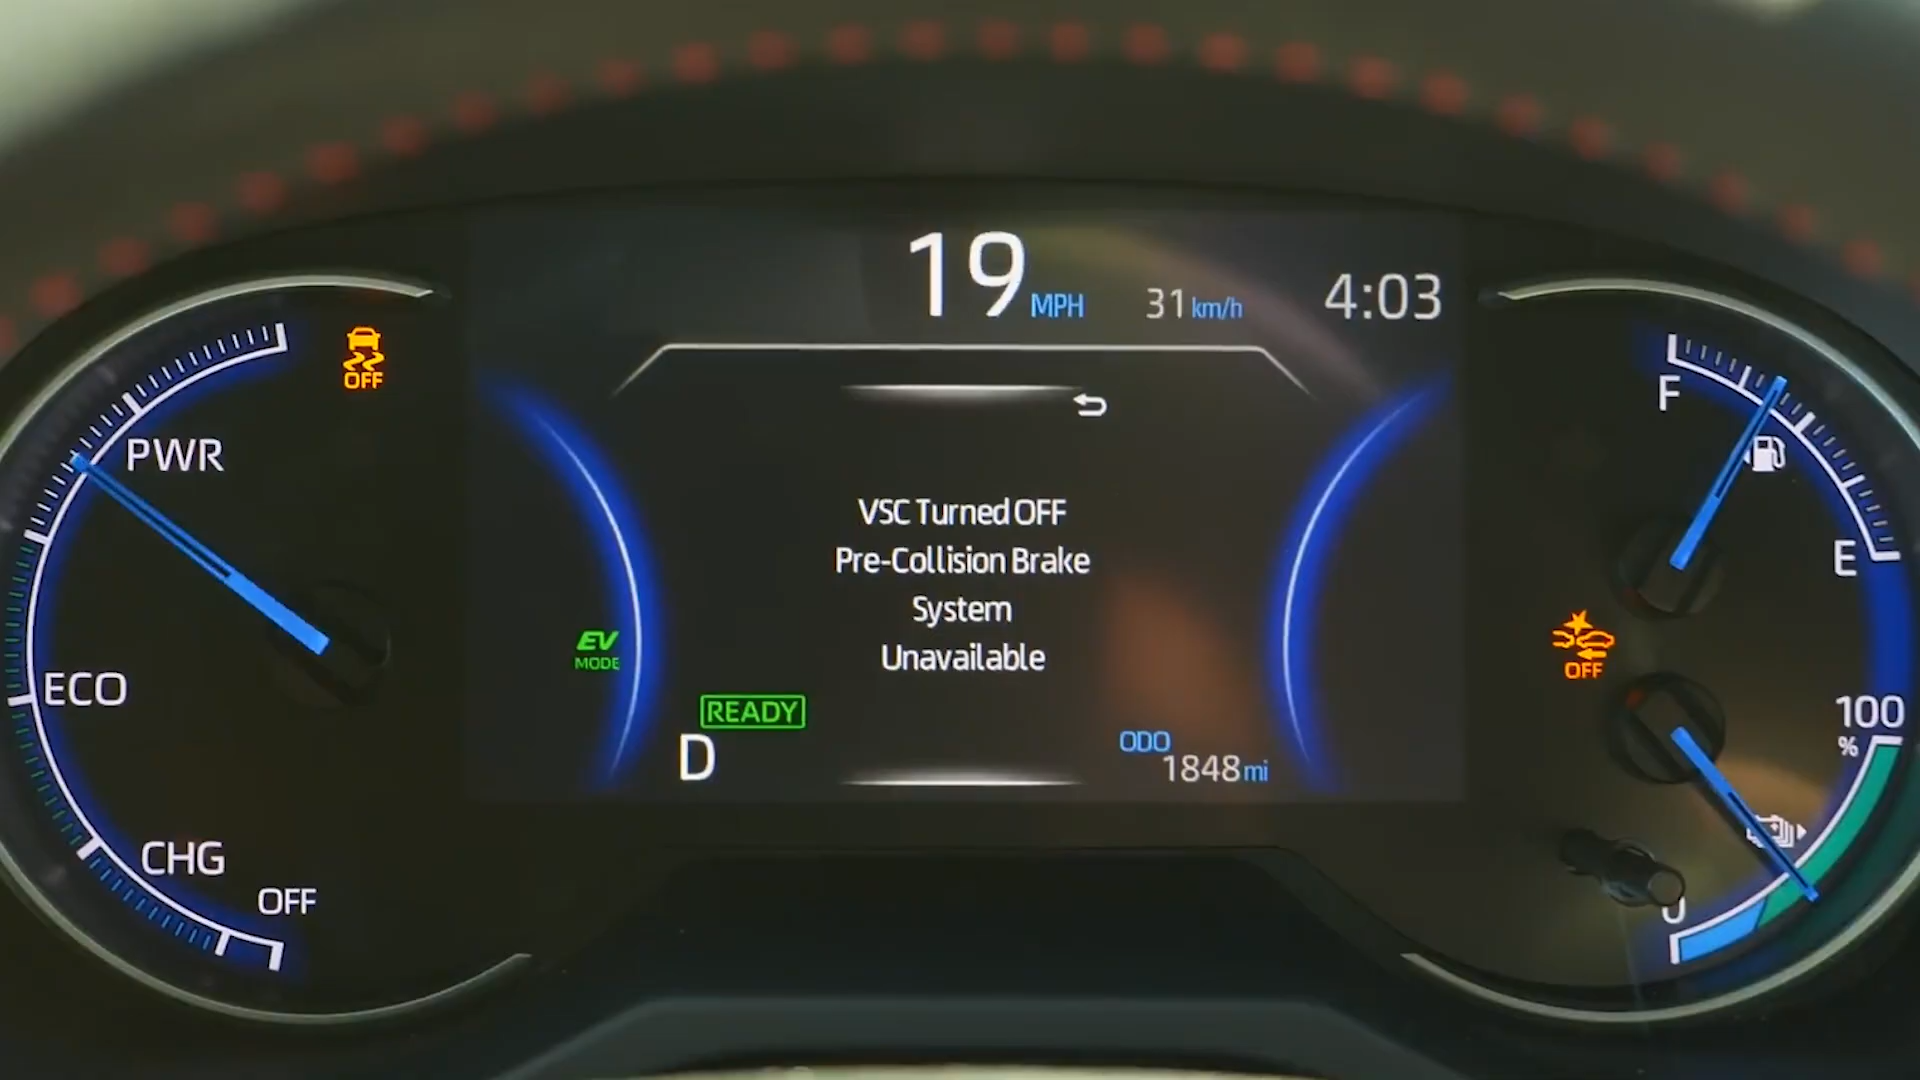 19 MPH 31 km/h 4:03
OFF
PWR
ECO
CHG
OFF
VSC Turned OFF
Pre-Collision Brake
System
Unavailable
EV
MODE
READY
D
ODO
1848 mi
F
E
OFF
100
%
0